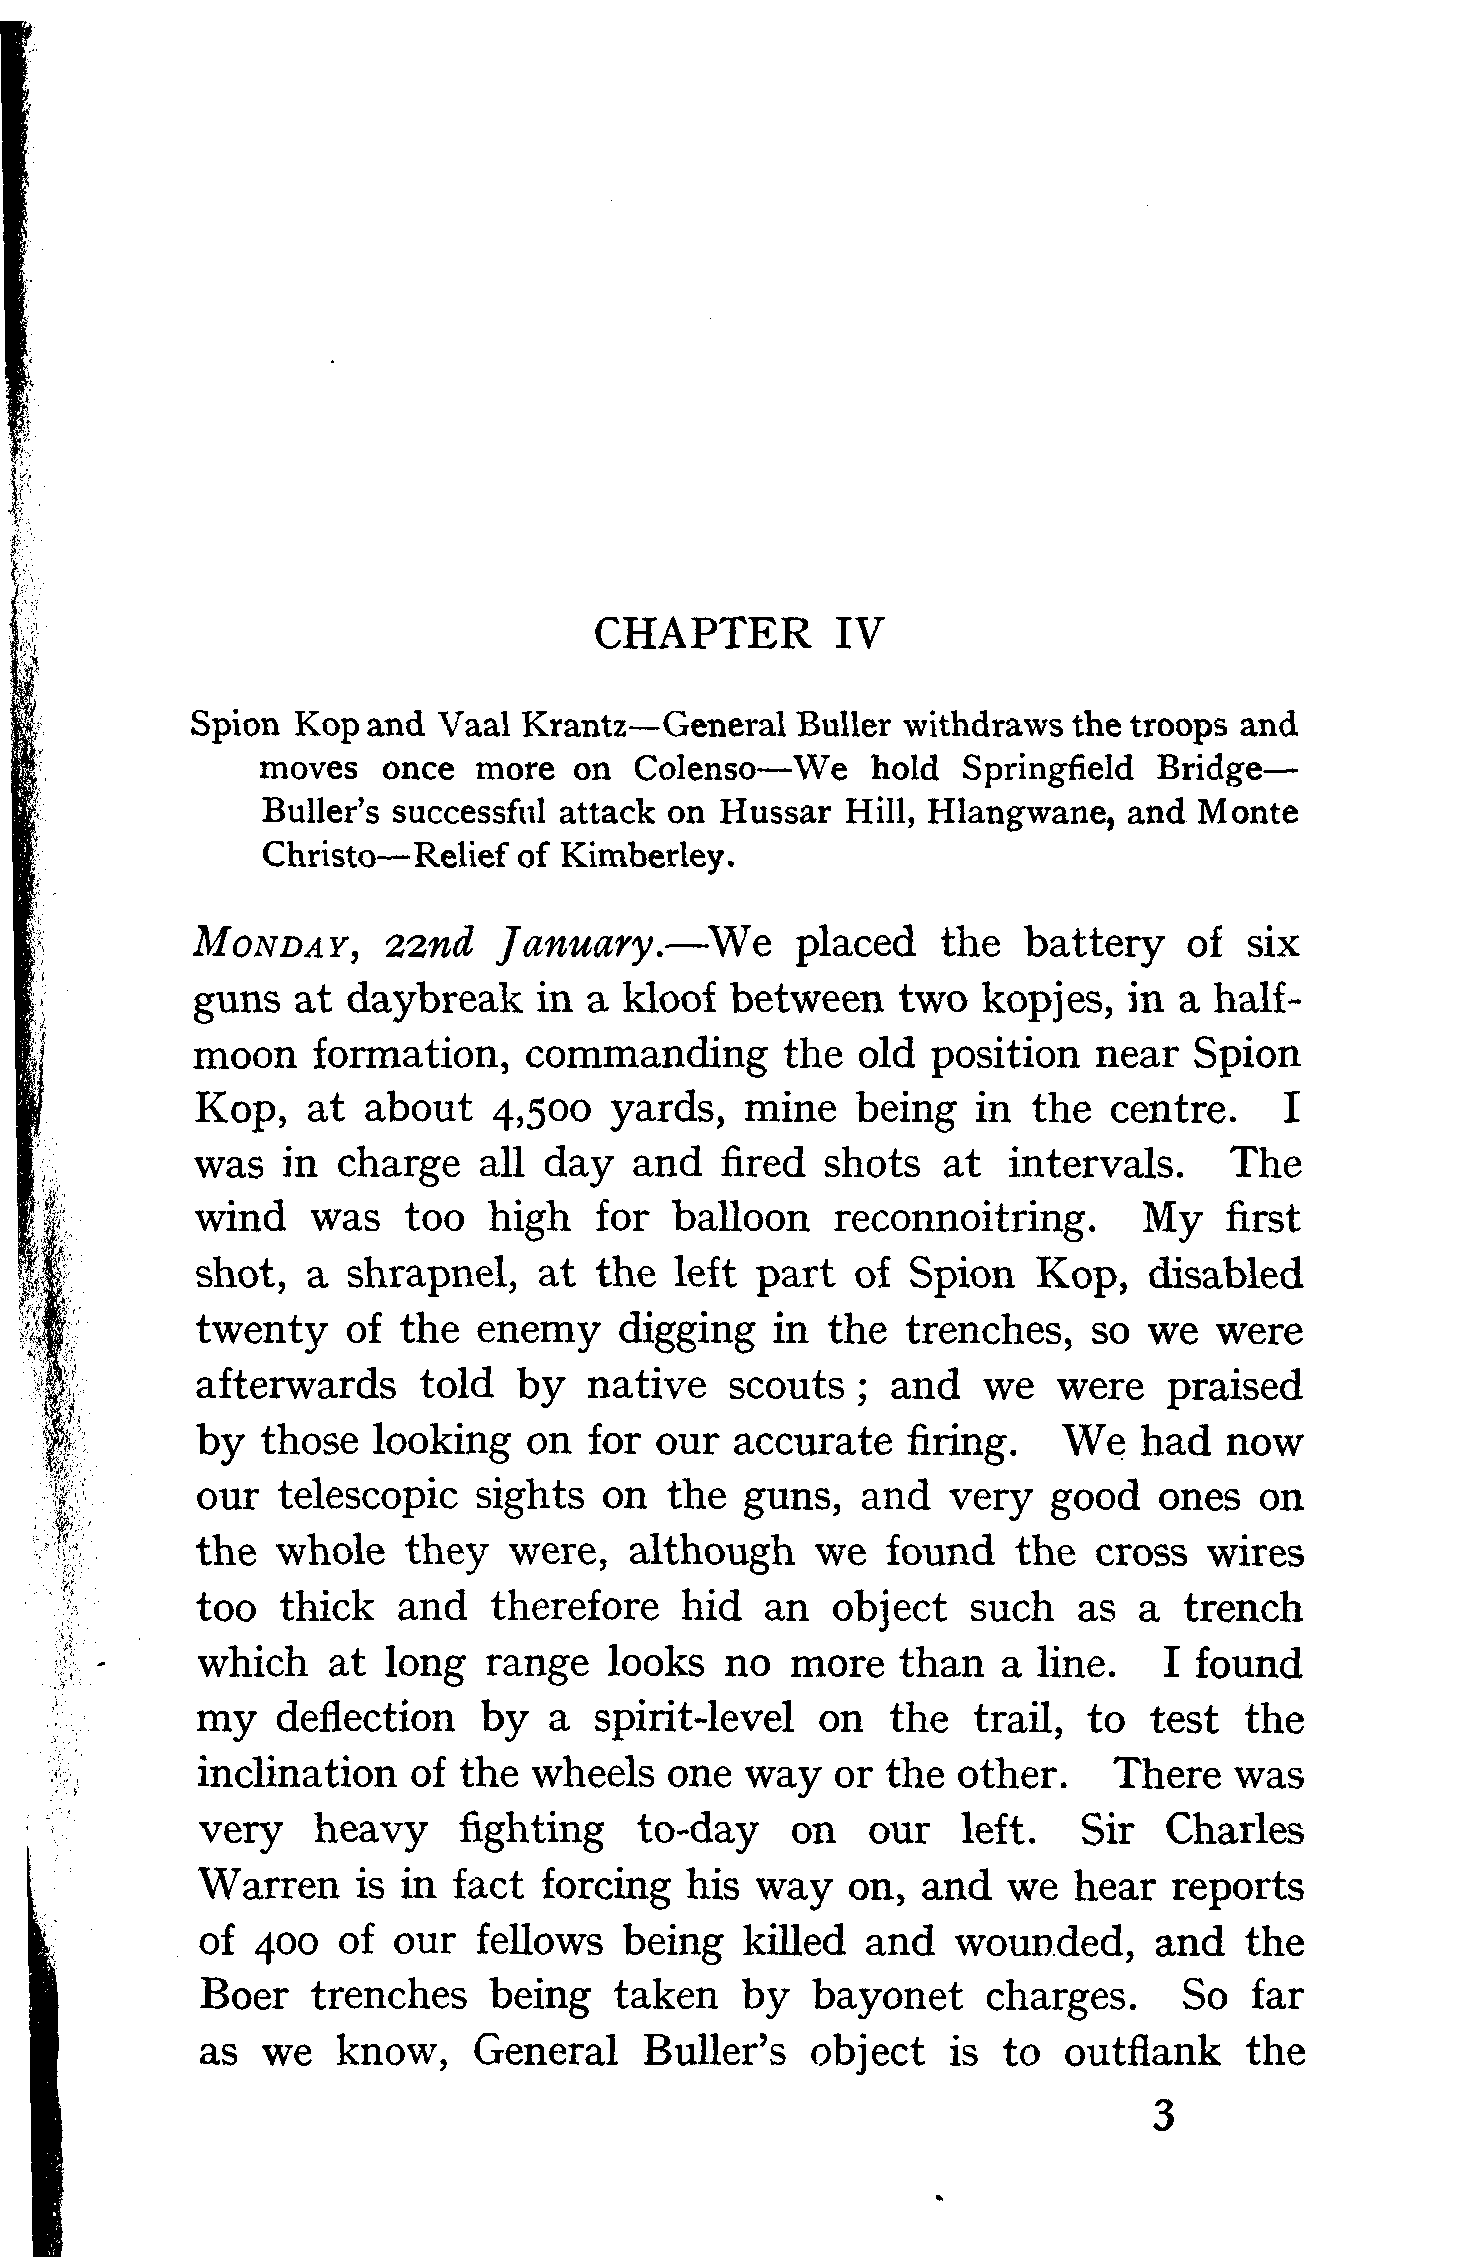 CHAPTER IV
Spion Kop and Vaal Krantz—General Buller withdraws the troops and
moves once more on Colenso—We hold Springfield Bridge—
Buller's successful attack on Hussar Hill, Hlangwane, and Monte
Christo—Relief of Kimberley.
MONDAY, 22nd January.—We placed the battery of six
guns at daybreak in a kloof between two kopjes, in a half-
moon formation, commanding the old position near Spion
Kop, at about 4,500 yards, mine being in the centre. I
was in charge all day and fired shots at intervals. The
wind was too high for balloon reconnoitring. My first
shot, a shrapnel, at the left part of Spion Kop, disabled
twenty of the enemy digging in the trenches, so we were
afterwards told by native scouts ; and we were praised
by those looking on for our accurate firing. We had now
our telescopic sights on the guns, and very good ones on
the whole they were, although we found the cross wires
too thick and therefore hid an object such as a trench
which at long range looks no more than a line. I found
my deflection by a spirit-level on the trail, to test the
inclination of the wheels one way or the other. There was
very heavy fighting to-day on our left. Sir Charles
Warren is in fact forcing his way on, and we hear reports
of 400 of our fellows being killed and wounded, and the
Boer trenches being taken by bayonet charges. So far
as we know, General Buller's object is to outflank the
3